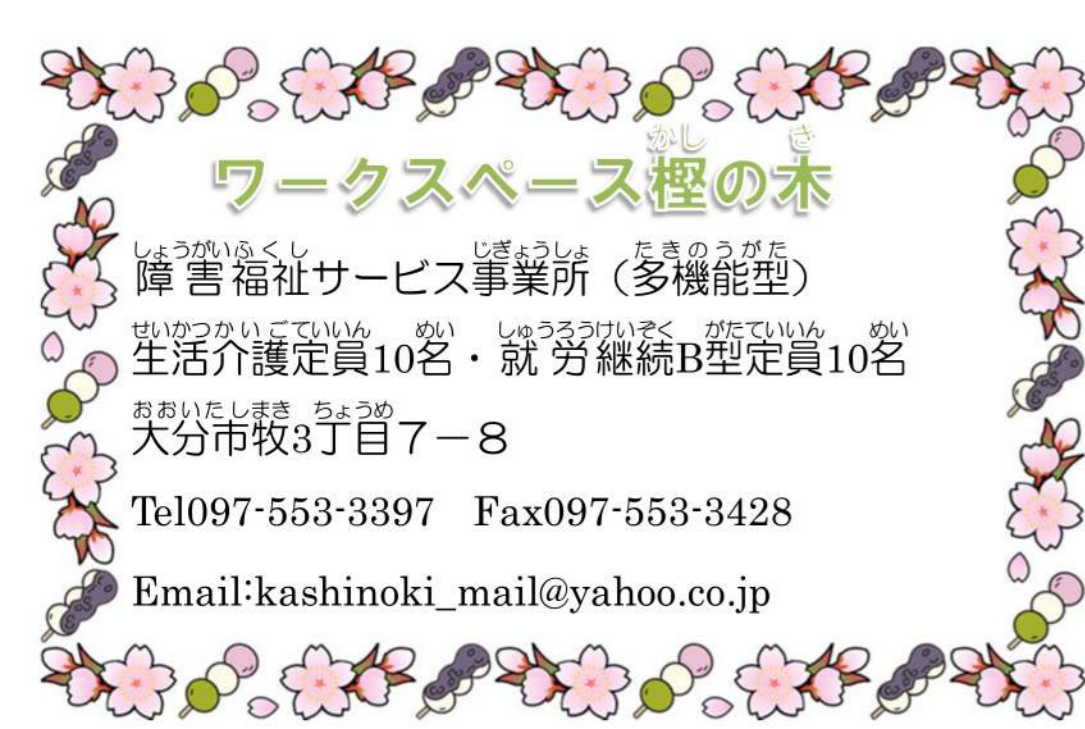 ワークスペース樫の木
障害福祉サービス事業所（多機能型）
生活介護定員10名・就労継続B型定員10名
大分市牧3丁目７－８
Tel097-553-3397　Fax097-553-3428
Email:kashinoki_mail@yahoo.co.jp